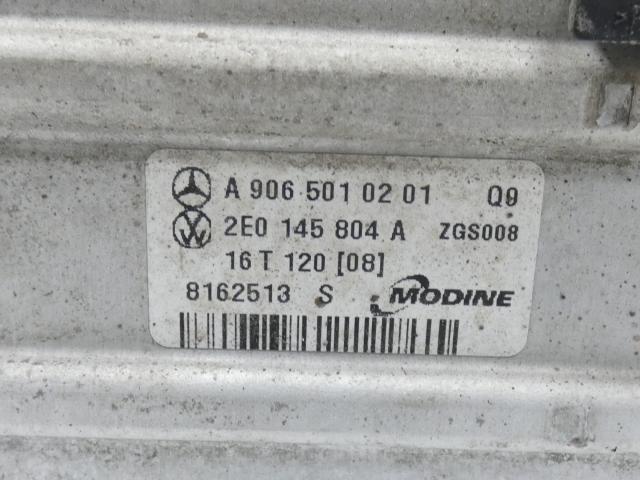 A 906 501 02 01 Q9
2E0 145 804 A ZGS008
16 T 120 [08]
8162513 S MODINE